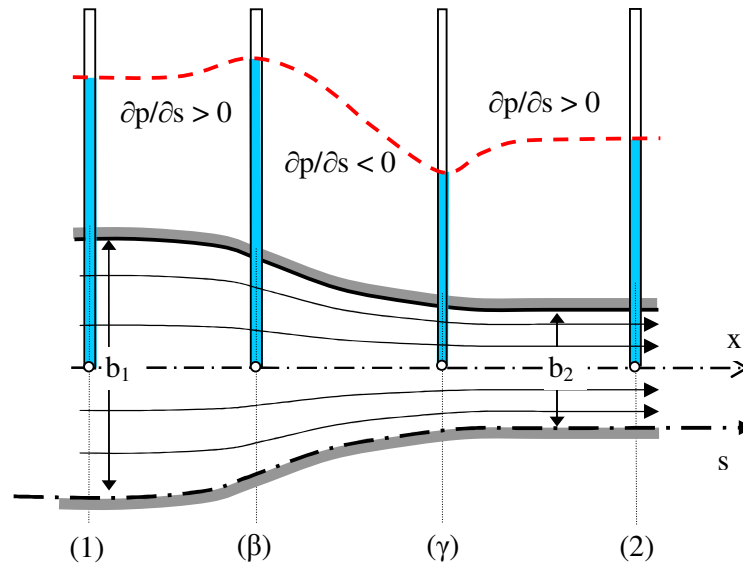 ∂p/∂s > 0
∂p/∂s > 0
∂p/∂s < 0
x
b₁
b₂
s
(1) (β) (γ) (2)